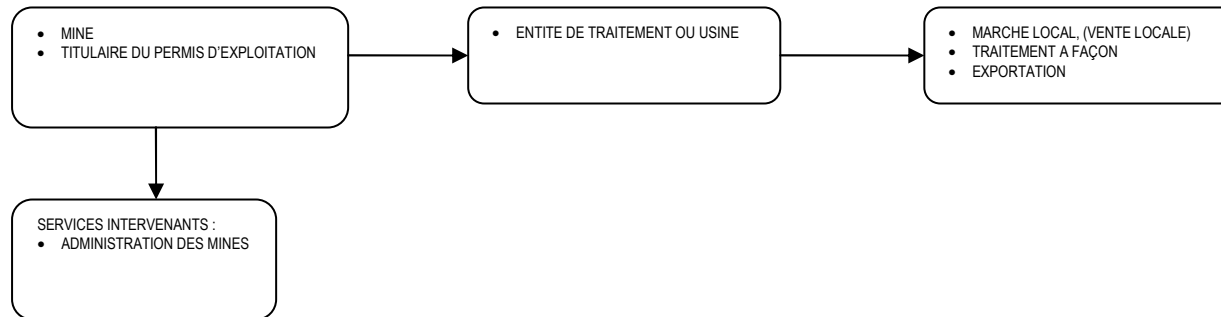 • MINE
• TITULAIRE DU PERMIS D’EXPLOITATION
• ENTITE DE TRAITEMENT OU USINE
• MARCHE LOCAL, (VENTE LOCALE)
• TRAITEMENT A FAÇON
• EXPORTATION
SERVICES INTERVENANTS :
• ADMINISTRATION DES MINES